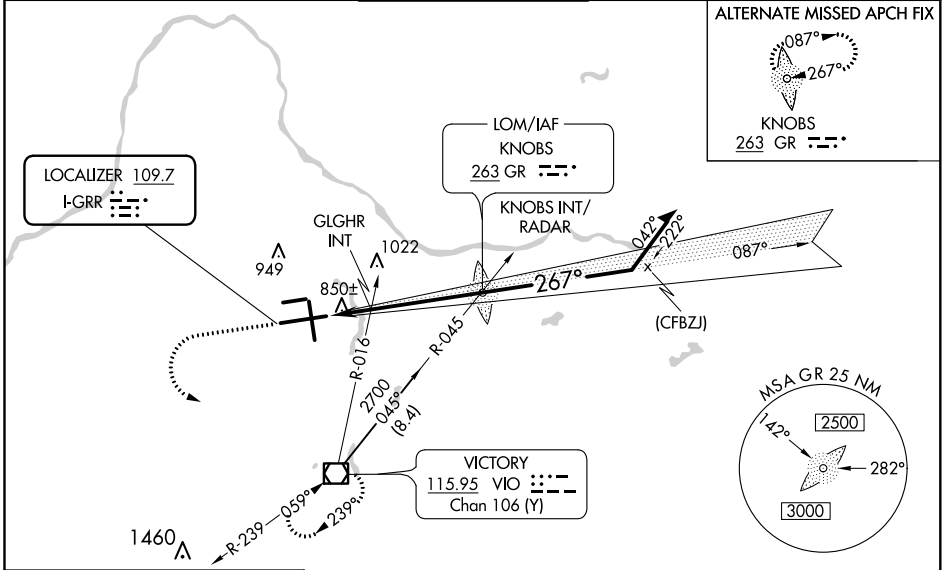 ALTERNATE MISSED APCH FIX
087°
267°
KNOBS
263 GR
LOM/IAF
KNOBS
263 GR
KNOBS INT/
RADAR
LOCALIZER 109.7
I-GRR
GLGHR
INT
1022
949
850±
042°
222°
087°
267°
(CFBZJ)
R-016
R-045
2700
045°
(8.4)
MSA GR 25 NM
142°
2500
282°
3000
VICTORY
115.95 VIO
Chan 106 (Y)
R-239
059°
239°
1460